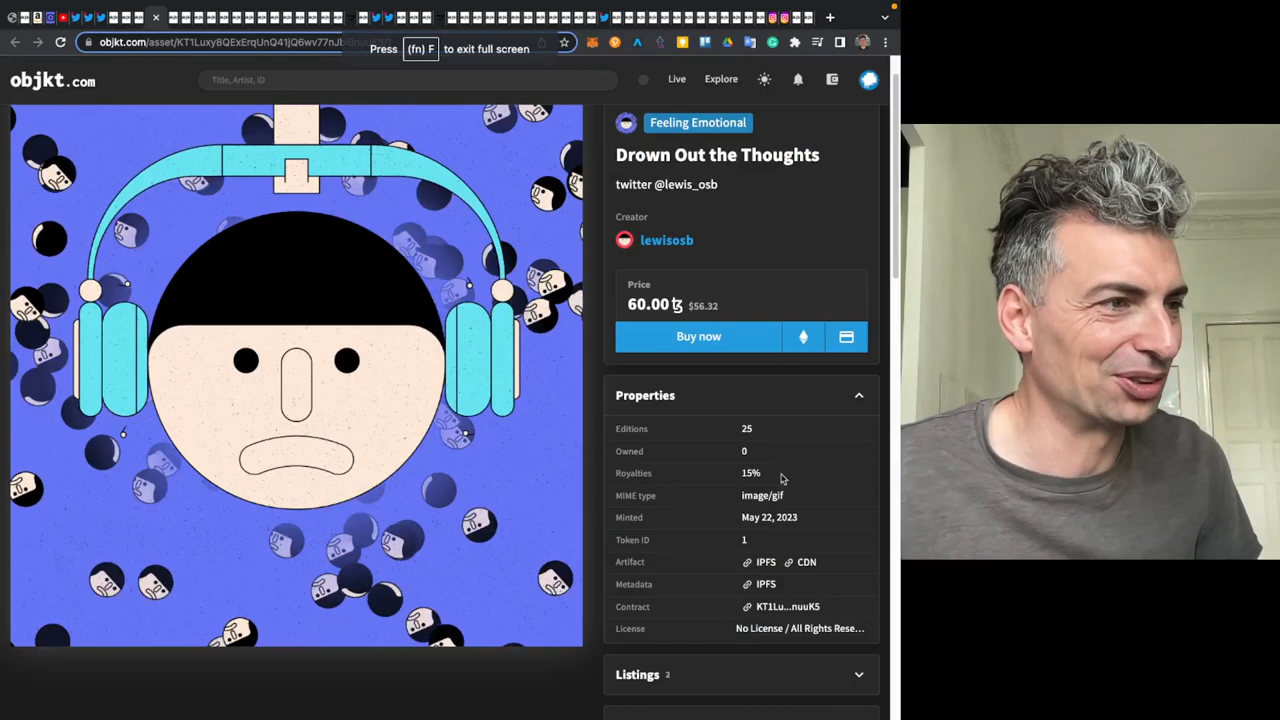 objkt.com/asset/KT1Luxy8QExErqUnQ41jQ6wv77nJ
Press (fn) F to exit full screen
objkt.com
Title, Artist, ID
Live Explore
Feeling Emotional
Drown Out the Thoughts
twitter @lewis_osb
Creator
lewisosb
Price
60.00 ꜩ $56.32
Buy now
Properties
Editions 25
Owned 0
Royalties 15%
MIME type image/gif
Minted May 22, 2023
Token ID 1
Artifact IPFS CDN
Metadata IPFS
Contract KT1Lu...nuuK5
License No License / All Rights Rese...
Listings 2